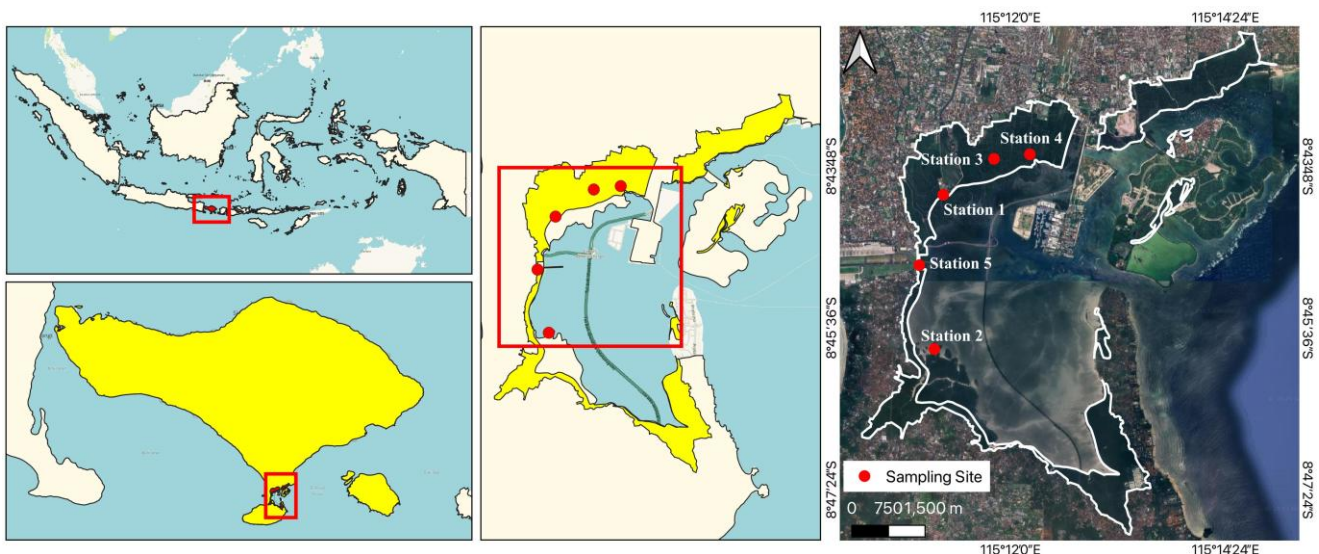 115°12'0"E
115°14'24"E
Station 4
Station 3
8°43'48"S
8°43'48"S
Station 1
Station 5
8°45'36"S
8°45'36"S
Station 2
Sampling Site
0 7501,500 m
8°47'24"S
8°47'24"S
115°12'0"E
115°14'24"E